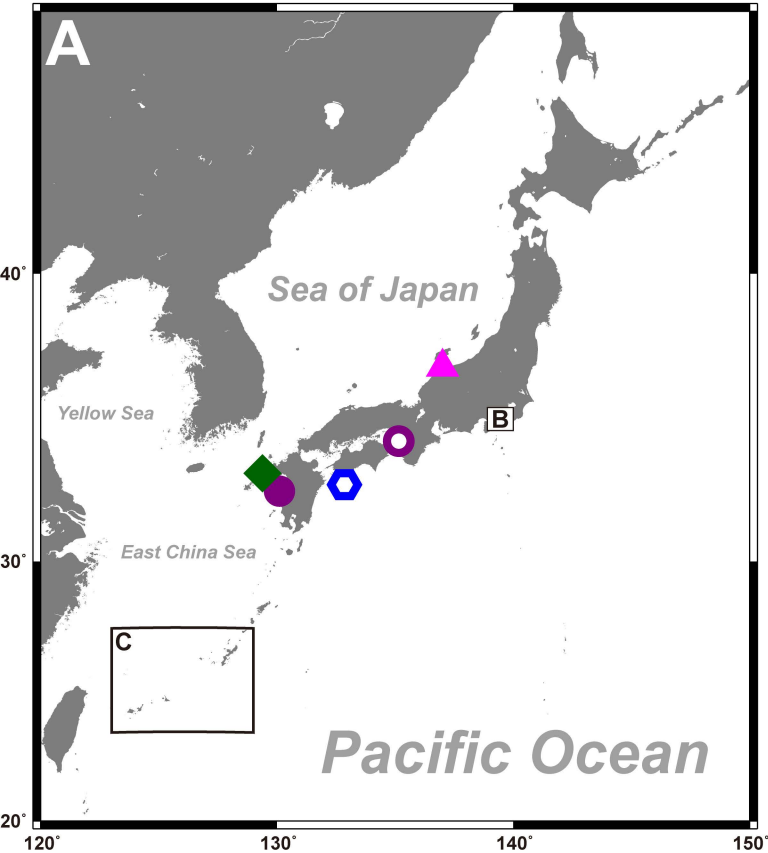 A
40°
Sea of Japan
Yellow Sea
B
East China Sea
30°
C
Pacific Ocean
20°
120°
130°
140°
150°